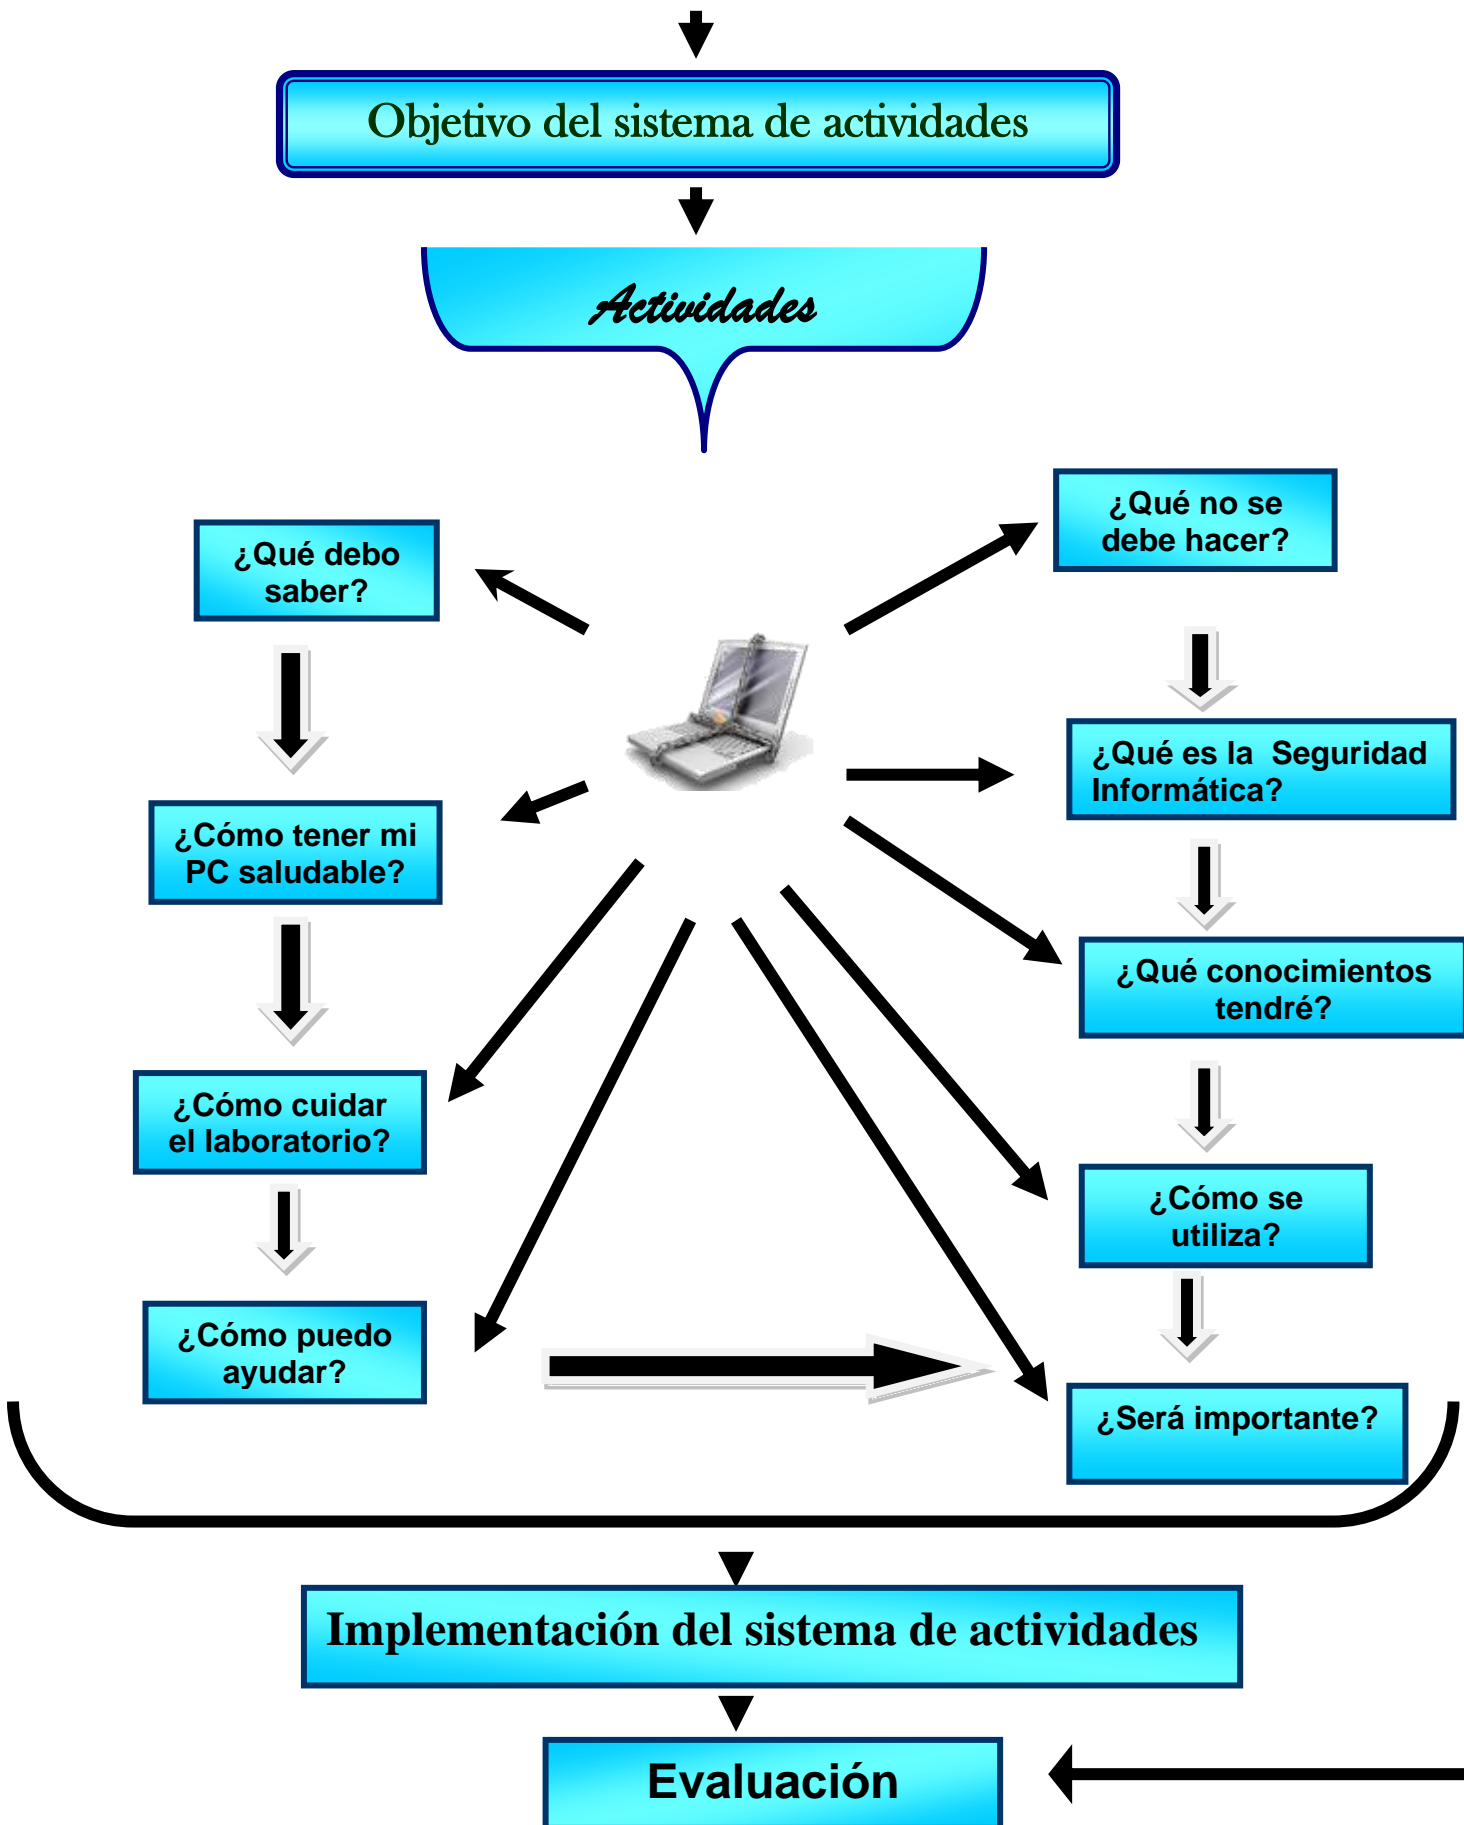 Objetivo del sistema de actividades
Actividades
¿Qué no se
debe hacer?
¿Qué debo
saber?
¿Qué es la  Seguridad
Informática?
¿Cómo tener mi
PC saludable?
¿Qué conocimientos
tendré?
¿Cómo cuidar
el laboratorio?
¿Cómo se
utiliza?
¿Cómo puedo
ayudar?
¿Será importante?
Implementación del sistema de actividades
Evaluación